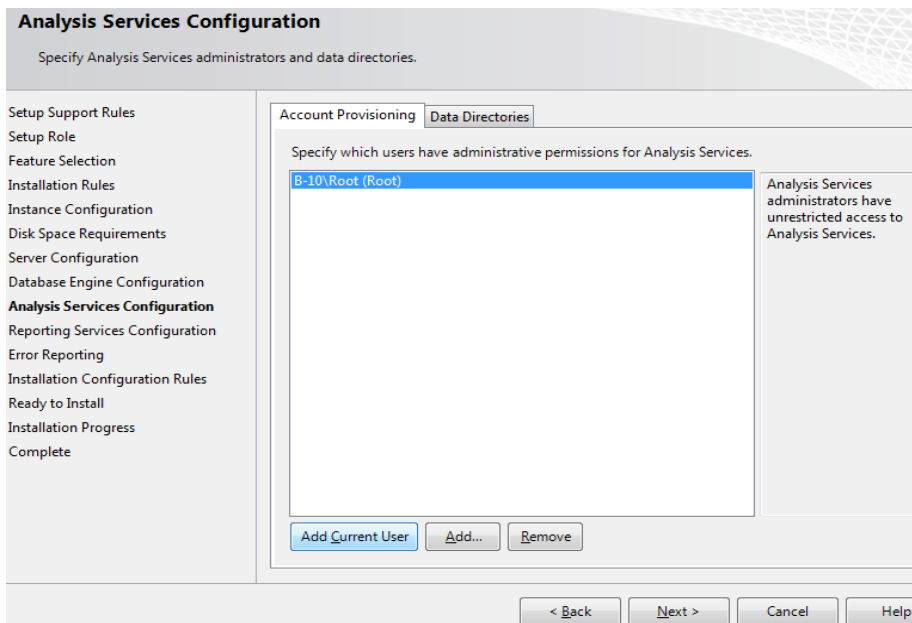 Analysis Services Configuration
Specify Analysis Services administrators and data directories.
Setup Support Rules
Setup Role
Feature Selection
Installation Rules
Instance Configuration
Disk Space Requirements
Server Configuration
Database Engine Configuration
Analysis Services Configuration
Reporting Services Configuration
Error Reporting
Installation Configuration Rules
Ready to Install
Installation Progress
Complete
Account Provisioning Data Directories
Specify which users have administrative permissions for Analysis Services.
B-10\Root (Root)
Analysis Services
administrators have
unrestricted access to
Analysis Services.
Add Current User Add... Remove
< Back Next > Cancel Help